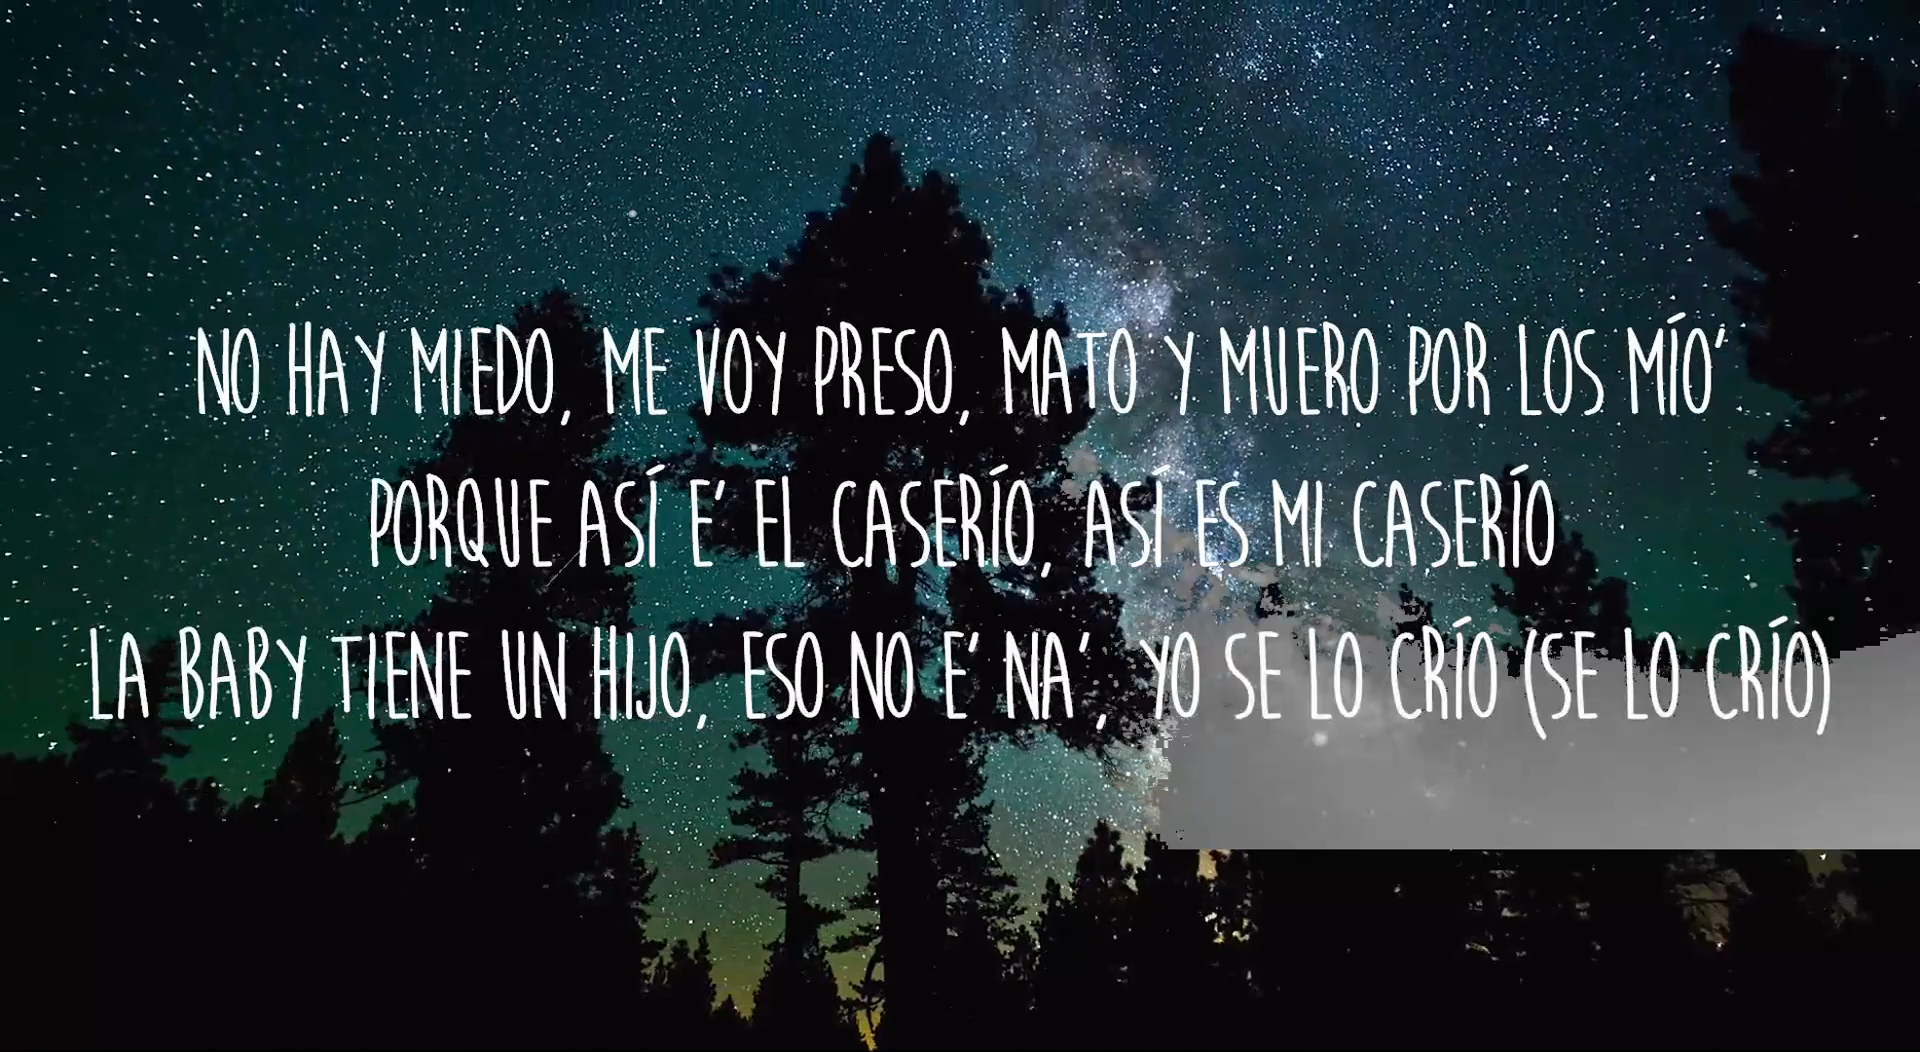 NO HAY MIEDO, ME VOY PRESO, MATO Y MUERO POR LOS MÍO'
PORQUE ASÍ E' EL CASERÍO, ASÍ ES MI CASERÍO
LA BABY TIENE UN HIJO, ESO NO E' NA', YO SE LO CRÍO (SE LO CRÍO)